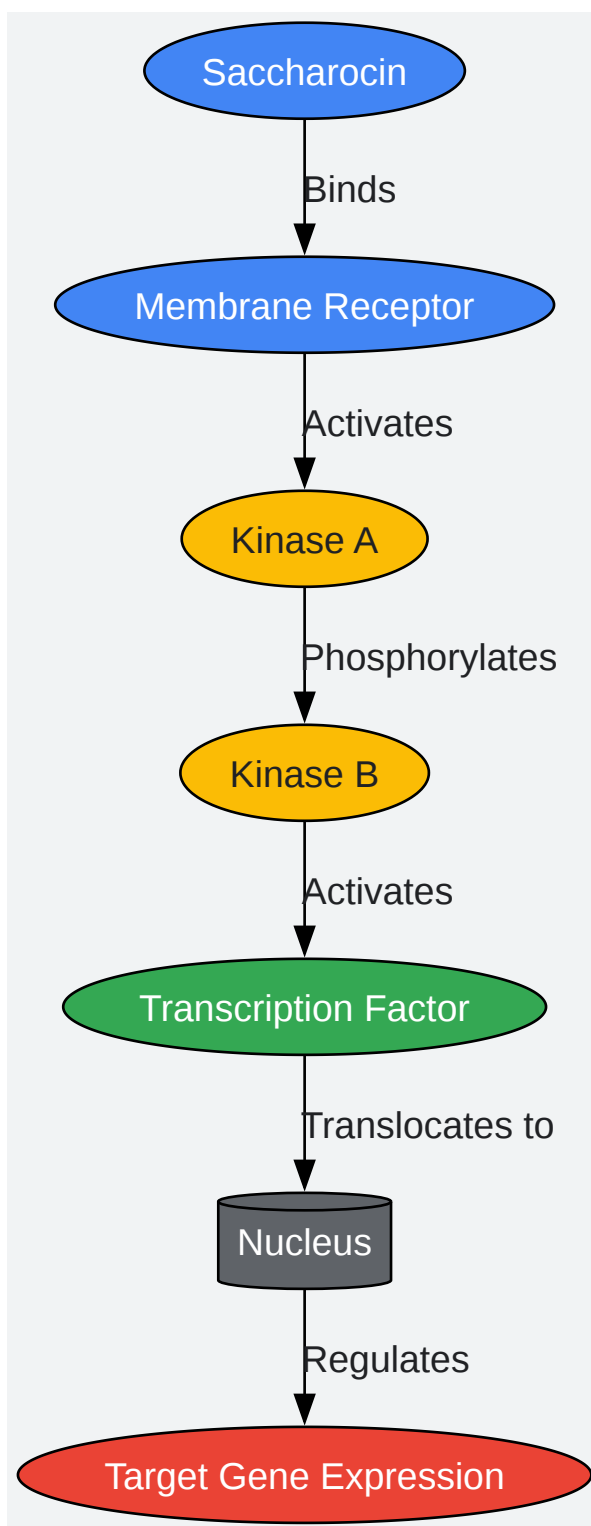 Saccharocin
Binds
Membrane Receptor
Activates
Kinase A
Phosphorylates
Kinase B
Activates
Transcription Factor
Translocates to
Nucleus
Regulates
Target Gene Expression